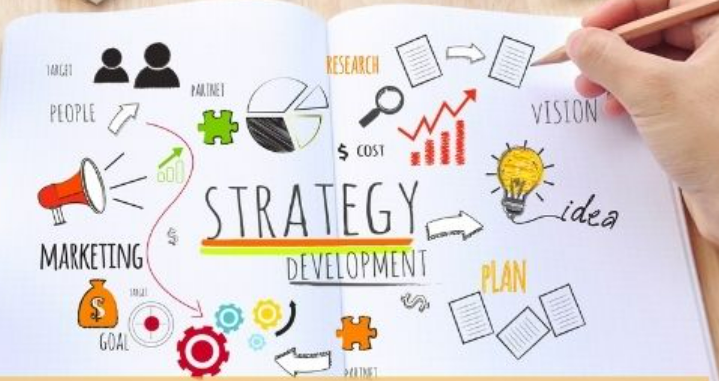 TARGET
PEOPLE
PARTNET
RESEARCH
$ COST
VISION
STRATEGY
DEVELOPMENT
idea
MARKETING
$
GOAL
TARGET
PLAN
$
PARTNET